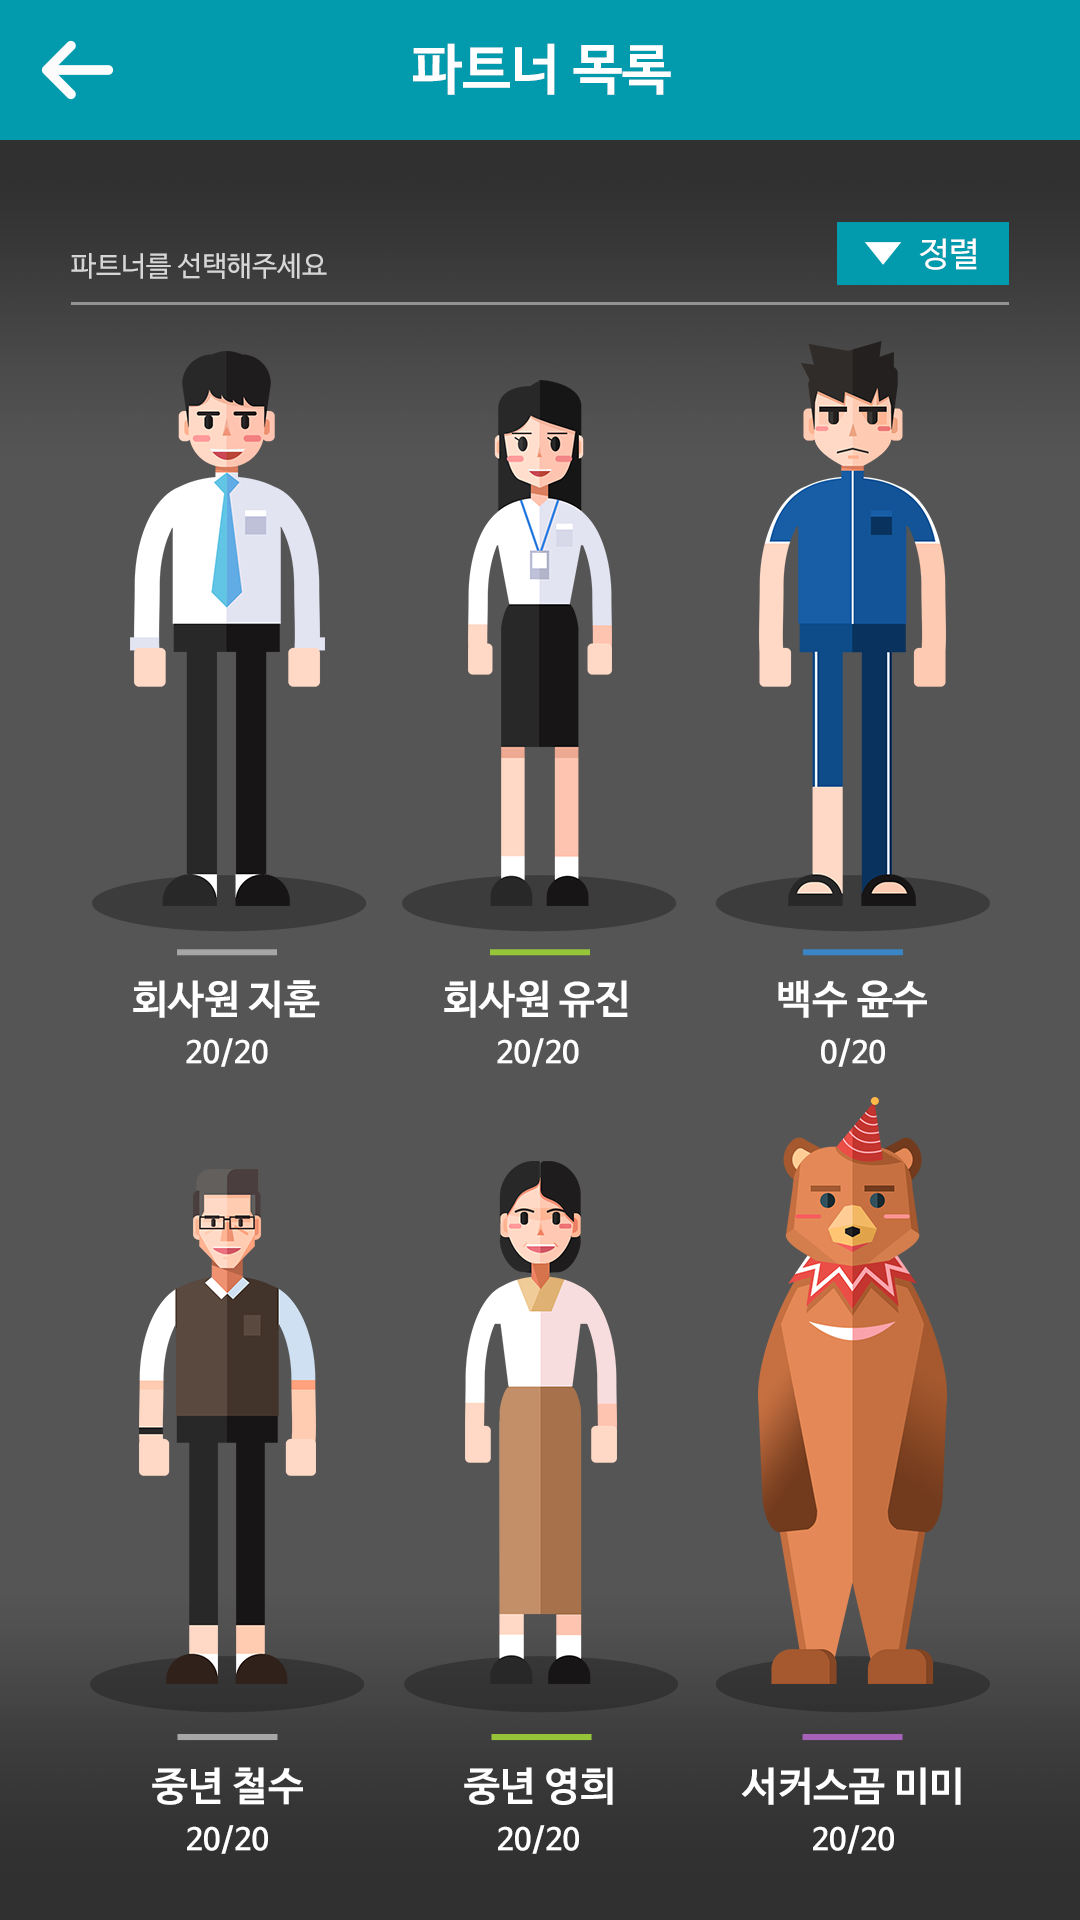 파트너 목록
파트너를 선택해주세요
정렬
회사원 지훈
20/20
회사원 유진
20/20
백수 윤수
0/20
중년 철수
20/20
중년 영희
20/20
서커스곰 미미
20/20